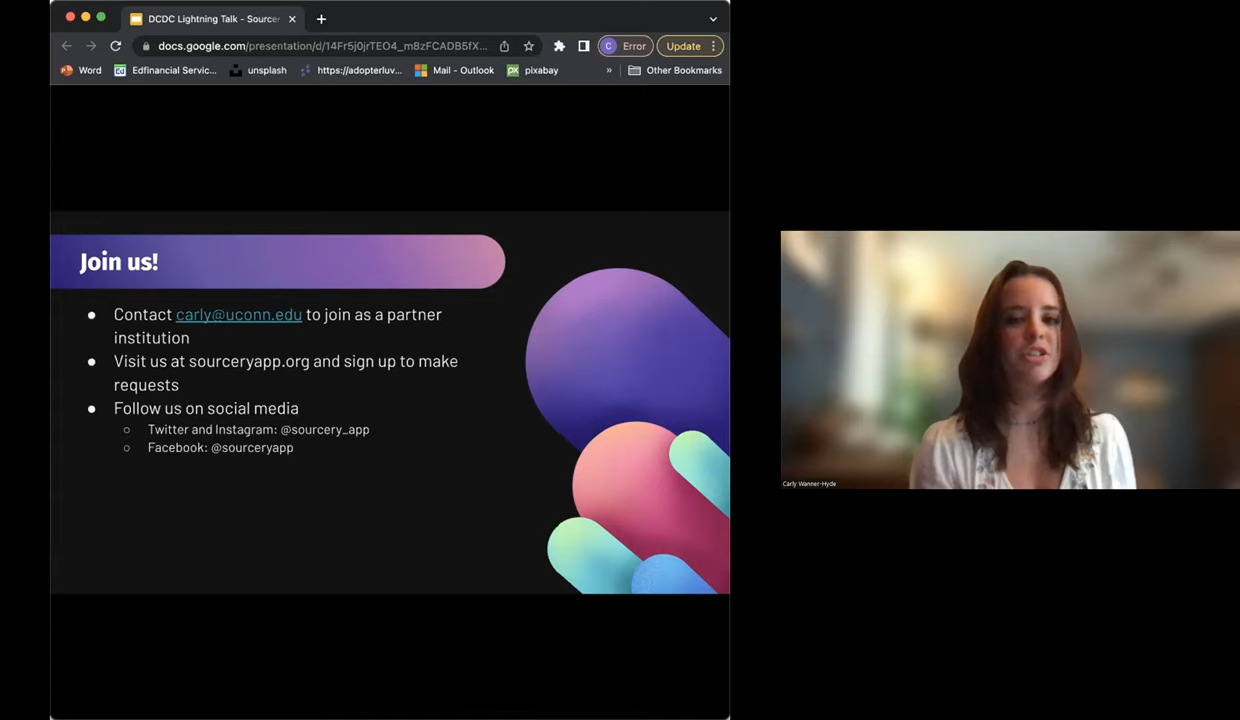 DCDC Lightning Talk - Source
docs.google.com/presentation/d/14Fr5j0jrTEO4_m8zFCADB5fX...
C Error
Update
Word
Ed Edfinancial Servic...
unsplash
https://adopterluv...
Mail - Outlook
px pixabay
»
Other Bookmarks
Join us!
Contact carly@uconn.edu to join as a partner
institution
Visit us at sourceryapp.org and sign up to make
requests
Follow us on social media
Twitter and Instagram: @sourcery_app
Facebook: @sourceryapp
Carly Wanner-Hyde